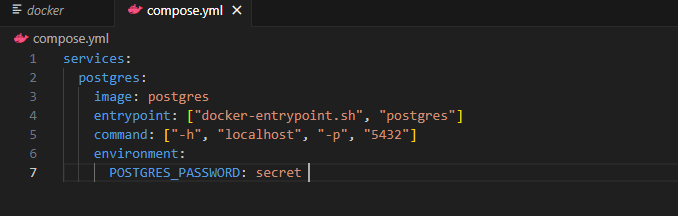 docker
compose.yml
compose.yml
1 services:
2 postgres:
3 image: postgres
4 entrypoint: ["docker-entrypoint.sh", "postgres"]
5 command: ["-h", "localhost", "-p", "5432"]
6 environment:
7 POSTGRES_PASSWORD: secret